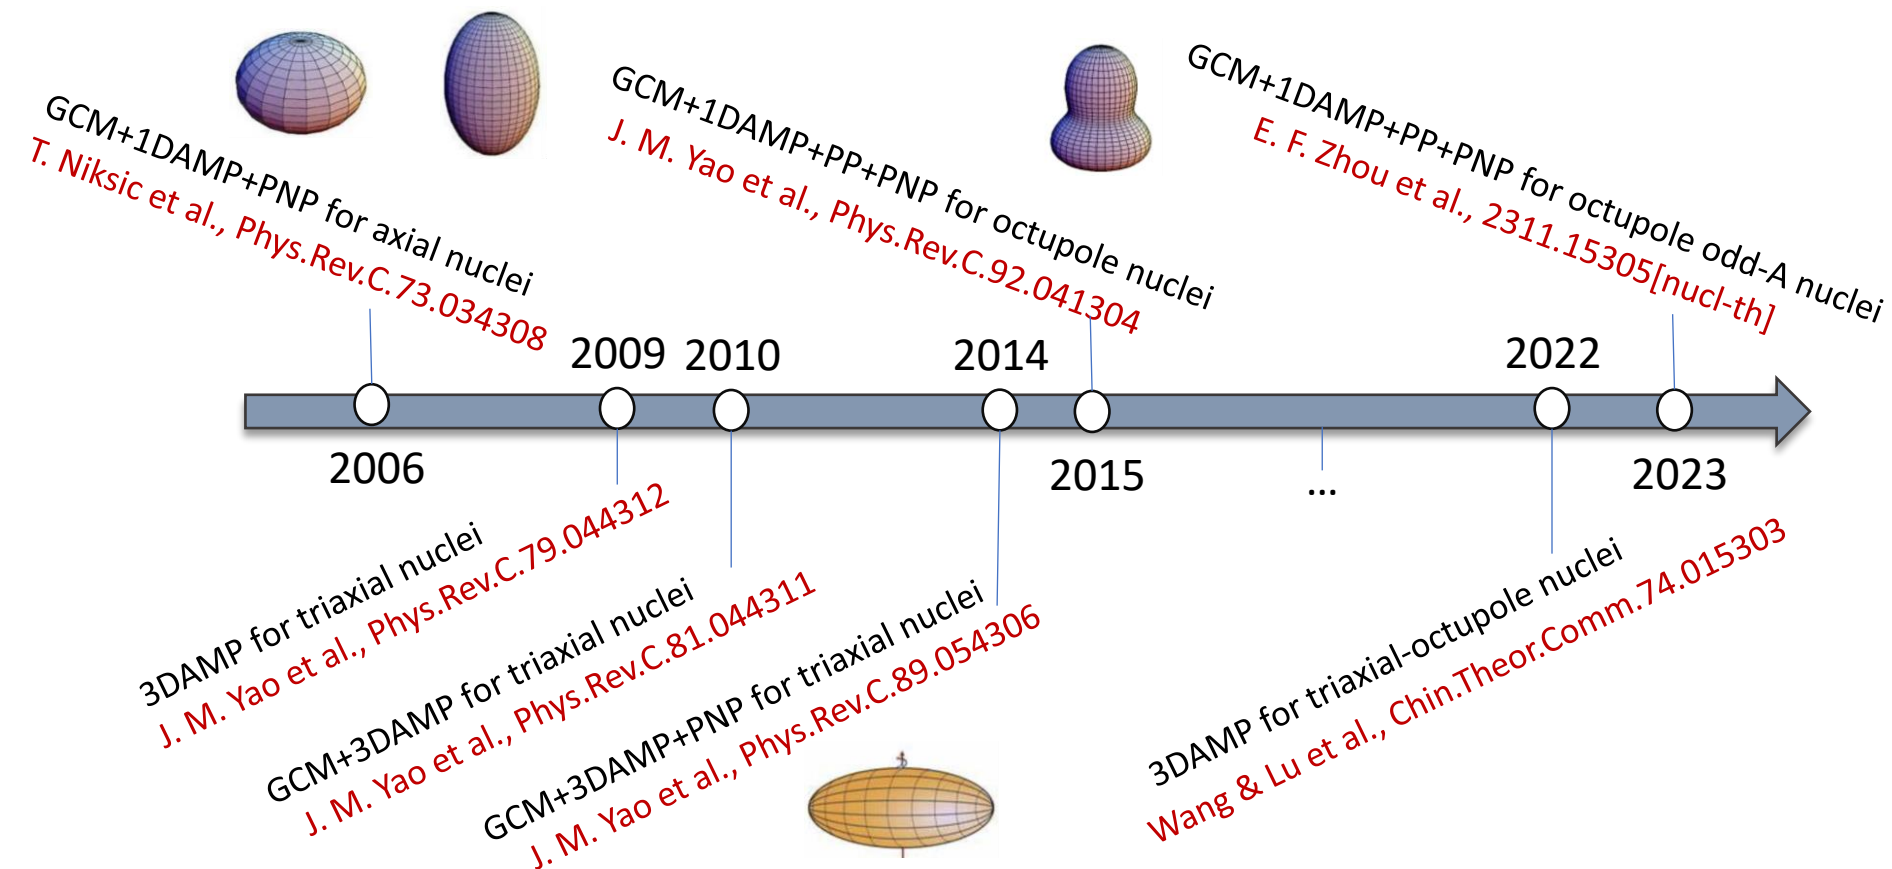 GCM+1DAMP+PNP for axial nuclei
T. Niksic et al., Phys.Rev.C.73.034308
GCM+1DAMP+PP+PNP for octupole nuclei
J. M. Yao et al., Phys.Rev.C.92.041304
GCM+1DAMP+PP+PNP for octupole odd-A nuclei
E. F. Zhou et al., 2311.15305[nucl-th]
2009
2010
2014
2022
2006
2015
...
2023
3DAMP for triaxial nuclei
J. M. Yao et al., Phys.Rev.C.79.044312
GCM+3DAMP for triaxial nuclei
J. M. Yao et al., Phys.Rev.C.81.044311
GCM+3DAMP+PNP for triaxial nuclei
J. M. Yao et al., Phys.Rev.C.89.054306
3DAMP for triaxial-octupole nuclei
Wang & Lu et al., Chin.Theor.Comm.74.015303